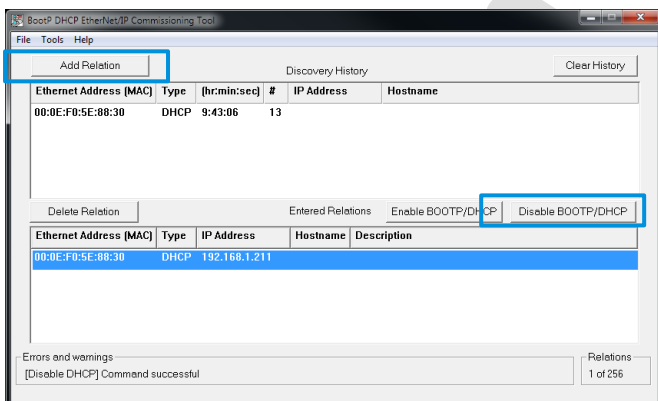 BootP DHCP EtherNet/IP Commissioning Tool
File Tools Help
Add Relation Discovery History Clear History
Ethernet Address (MAC) Type (hr:min:sec) # IP Address Hostname
00:0E:F0:5E:88:30 DHCP 9:43:06 13
Delete Relation Entered Relations Enable BOOTP/DHCP Disable BOOTP/DHCP
Ethernet Address (MAC) Type IP Address Hostname Description
00:0E:F0:5E:88:30 DHCP 192.168.1.211
Errors and warnings Relations
[Disable DHCP] Command successful 1 of 256